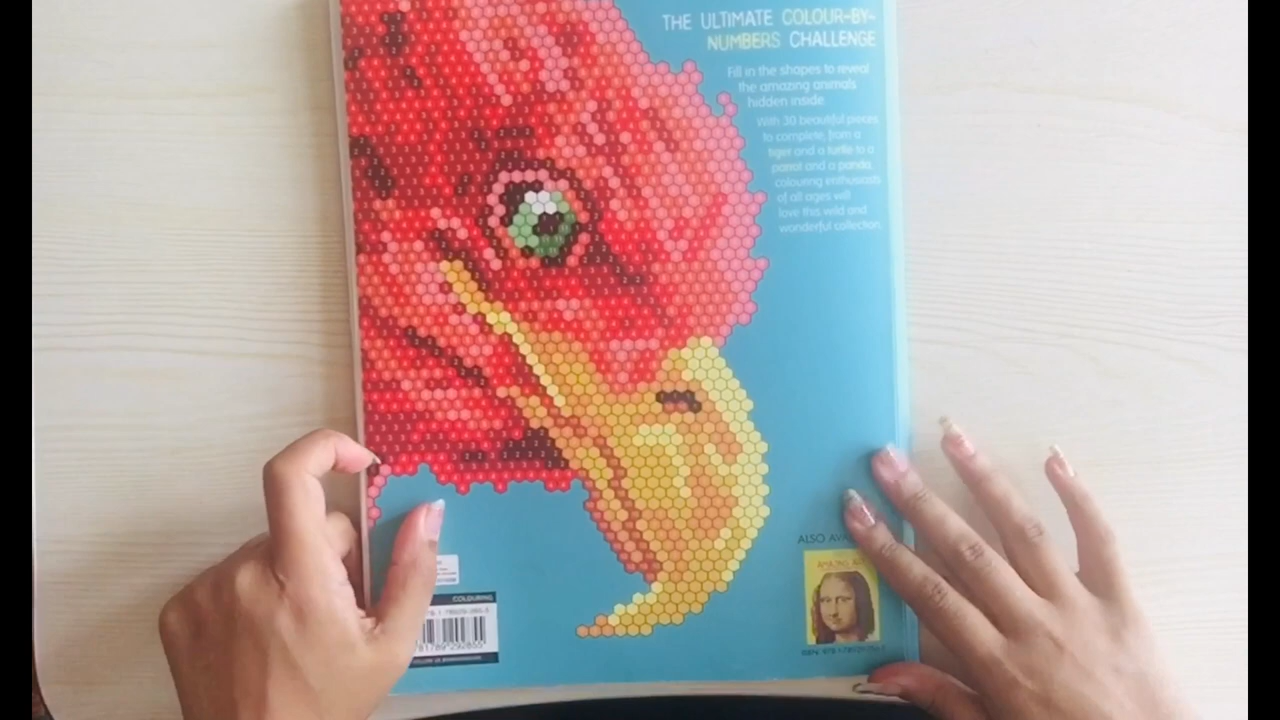 THE ULTIMATE COLOUR-BY-
NUMBERS CHALLENGE
Fill in the shapes to reveal
the amazing animals
hidden inside.
With 30 beautiful pieces
to complete, from a
tiger and a turtle to a
parrot and a panda,
colouring enthusiasts
of all ages will
love this wild and
wonderful collection.
ALSO
COLOURING